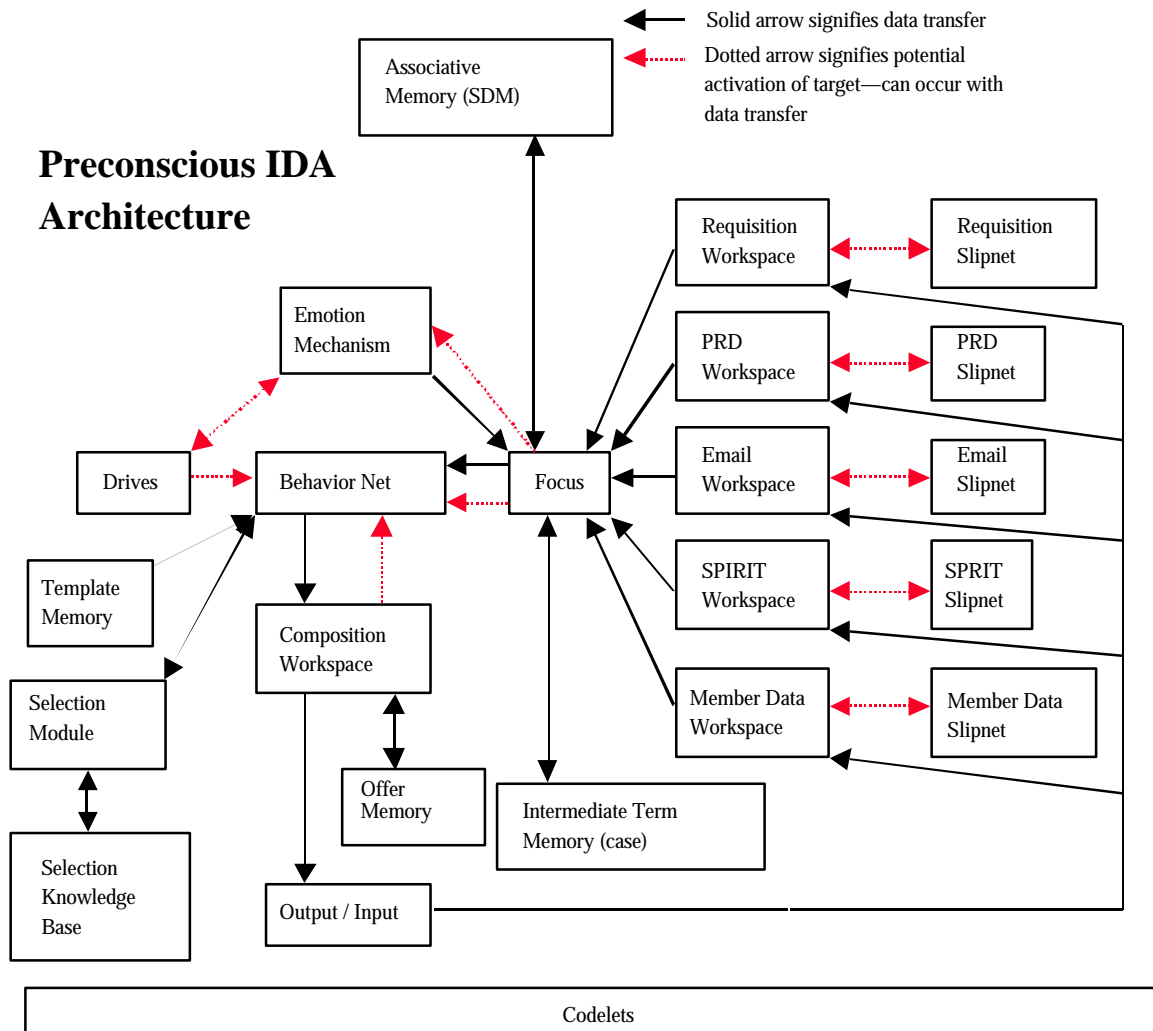 Solid arrow signifies data transfer
Dotted arrow signifies potential
activation of target—can occur with
data transfer
Associative
Memory (SDM)
Preconscious IDA
Architecture
Requisition
Workspace
Requisition
Slipnet
Emotion
Mechanism
PRD
Workspace
PRD
Slipnet
Drives
Behavior Net
Focus
Email
Workspace
Email
Slipnet
Template
Memory
Composition
Workspace
SPIRIT
Workspace
SPRIT
Slipnet
Selection
Module
Member Data
Workspace
Member Data
Slipnet
Offer
Memory
Intermediate Term
Memory (case)
Selection
Knowledge
Base
Output / Input
Codelets